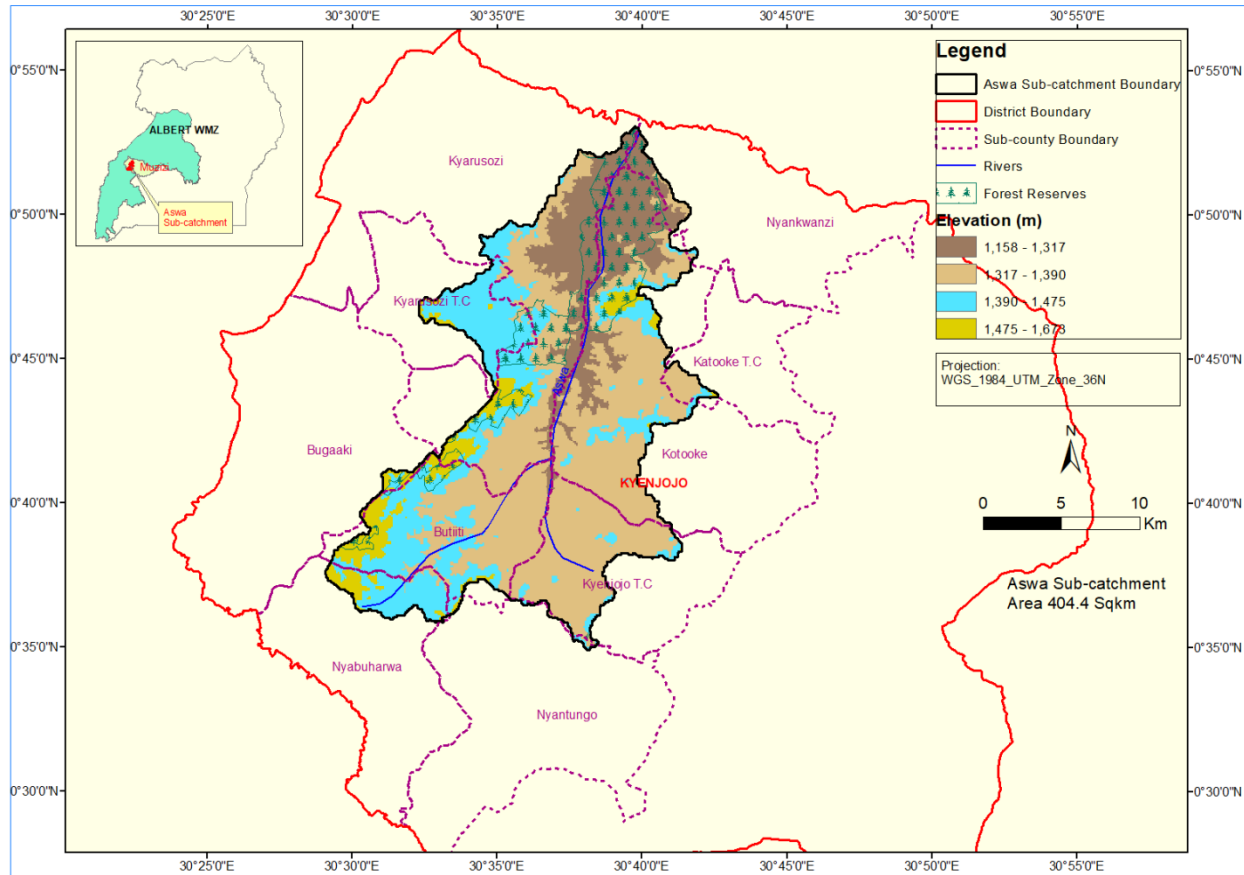 30°25'0"E 30°30'0"E 30°35'0"E 30°40'0"E 30°45'0"E 30°50'0"E 30°55'0"E
0°55'0"N
0°50'0"N
0°45'0"N
0°40'0"N
0°35'0"N
0°30'0"N
ALBERT WMZ
Aswa
Sub-catchment
Kyarusozi
Nyankwanzi
Kyarusozi T.C
Katooke T.C
Aswa
Bugaaki
Kotooke
KYENJOJO
Butiiti
Kyenjojo T.C
Nyabuharwa
Nyantungo
Legend
Aswa Sub-catchment Boundary
District Boundary
Sub-county Boundary
Rivers
Forest Reserves
Elevation (m)
1,158 - 1,317
1,317 - 1,390
1,390 - 1,475
1,475 - 1,673
Projection:
WGS_1984_UTM_Zone_36N
N
0 5 10
Km
Aswa Sub-catchment
Area 404.4 Sqkm
0°55'0"N
0°50'0"N
0°45'0"N
0°40'0"N
0°35'0"N
0°30'0"N
30°25'0"E 30°30'0"E 30°35'0"E 30°40'0"E 30°45'0"E 30°50'0"E 30°55'0"E